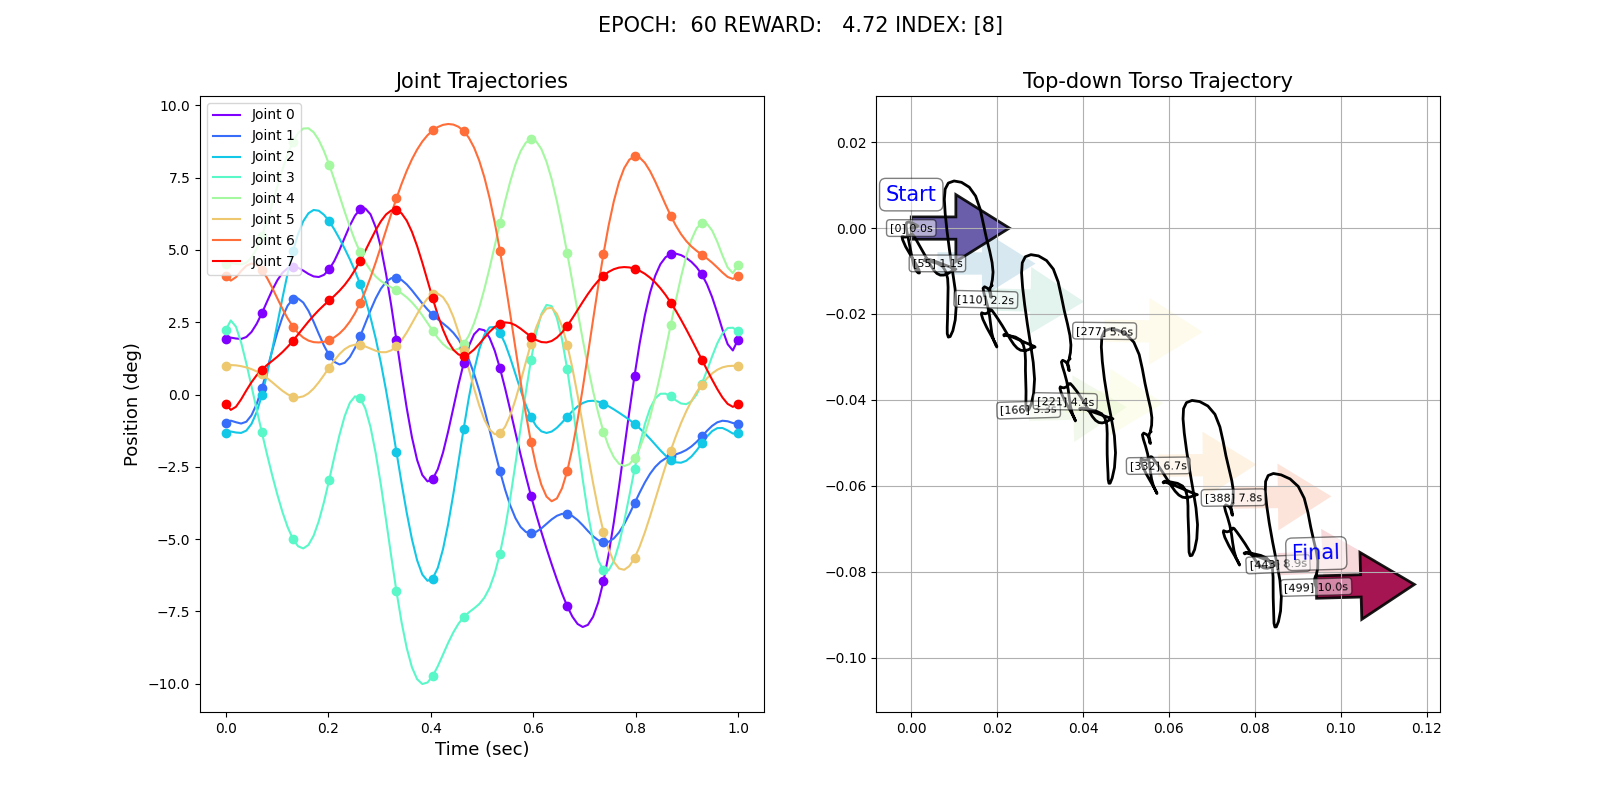 EPOCH:  60 REWARD:   4.72 INDEX: [8]
Joint Trajectories
Position (deg)
10.0
7.5
5.0
2.5
0.0
−2.5
−5.0
−7.5
−10.0
Joint 0
Joint 1
Joint 2
Joint 3
Joint 4
Joint 5
Joint 6
Joint 7
0.0
0.2
0.4
0.6
0.8
1.0
Time (sec)
Top-down Torso Trajectory
0.02
0.00
−0.02
−0.04
−0.06
−0.08
−0.10
Start
[0] 0.0s
[55] 1.1s
[110] 2.2s
[277] 5.6s
[221] 4.4s
[166] 3.3s
[332] 6.7s
[388] 7.8s
Final
[443] 8.9s
[499] 10.0s
0.00
0.02
0.04
0.06
0.08
0.10
0.12